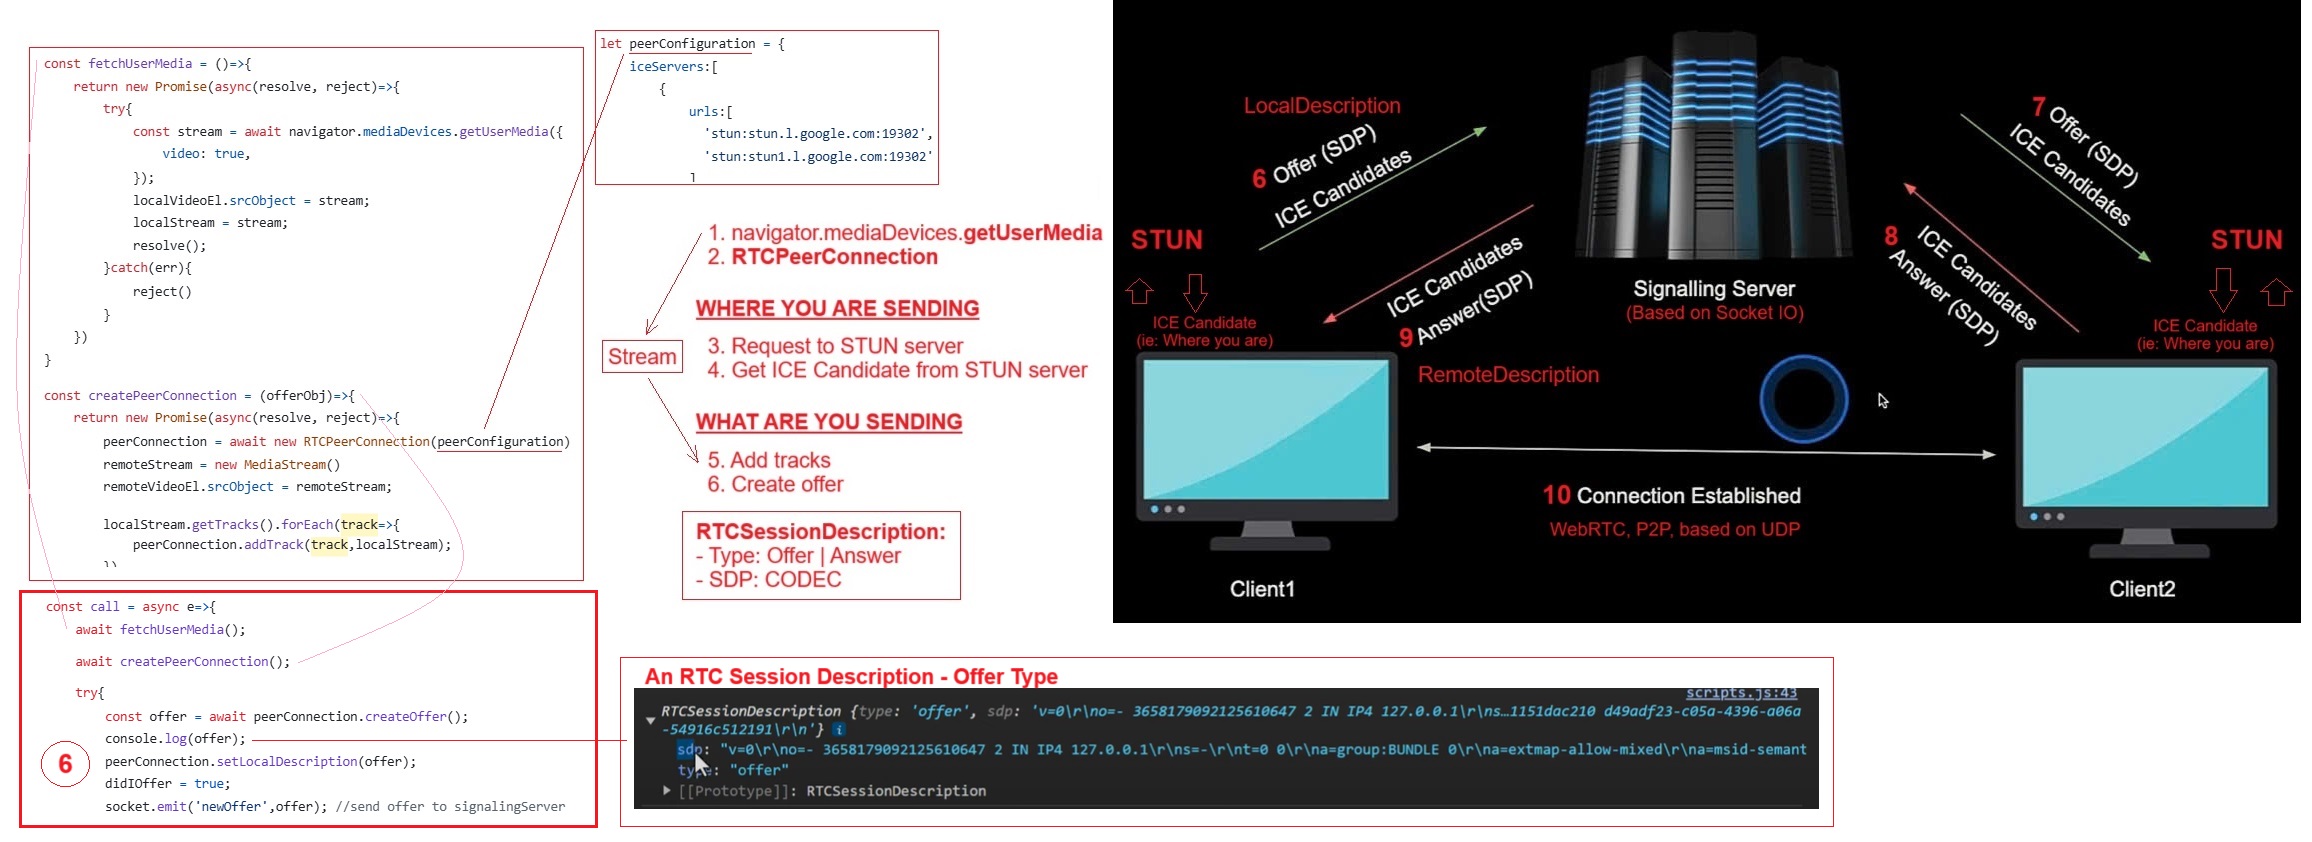 const fetchUserMedia = ()=>{
return new Promise(async(resolve, reject)=>{
try{
const stream = await navigator.mediaDevices.getUserMedia({
video: true,
});
localVideoEl.srcObject = stream;
localStream = stream;
resolve();
}catch(err){
reject()
}
})
}
const createPeerConnection = (offerObj)=>{
return new Promise(async(resolve, reject)=>{
peerConnection = await new RTCPeerConnection(peerConfiguration)
remoteStream = new MediaStream()
remoteVideoEl.srcObject = remoteStream;
localStream.getTracks().forEach(track=>{
peerConnection.addTrack(track,localStream);
})
const call = async e=>{
await fetchUserMedia();
await createPeerConnection();
try{
const offer = await peerConnection.createOffer();
console.log(offer);
6
peerConnection.setLocalDescription(offer);
didIOffer = true;
socket.emit('newOffer',offer); //send offer to signalingServer
let peerConfiguration = {
iceServers:[
{
urls:[
'stun:stun.l.google.com:19302',
'stun:stun1.l.google.com:19302'
]
1. navigator.mediaDevices.getUserMedia
2. RTCPeerConnection
WHERE YOU ARE SENDING
3. Request to STUN server
4. Get ICE Candidate from STUN server
Stream
WHAT ARE YOU SENDING
5. Add tracks
6. Create offer
RTCSessionDescription:
- Type: Offer | Answer
- SDP: CODEC
LocalDescription
6 Offer (SDP)
ICE Candidates
STUN
ICE Candidate
(ie: Where you are)
ICE Candidates
9 Answer(SDP)
RemoteDescription
Signalling Server
(Based on Socket IO)
7 Offer (SDP)
ICE Candidates
8 ICE Candidates
Answer (SDP)
STUN
ICE Candidate
(ie: Where you are)
10 Connection Established
WebRTC, P2P, based on UDP
Client1
Client2
An RTC Session Description - Offer Type
scripts.js:43
RTCSessionDescription {type: 'offer', sdp: 'v=0\r\no=- 3658179092125610647 2 IN IP4 127.0.0.1\r\ns…1151dac210 d49adf23-c05a-4396-a06a
-54916c512191\r\n'} i
sdp: "v=0\r\no=- 3658179092125610647 2 IN IP4 127.0.0.1\r\ns=-\r\nt=0 0\r\na=group:BUNDLE 0\r\na=extmap-allow-mixed\r\na=msid-semant
type: "offer"
[[Prototype]]: RTCSessionDescription